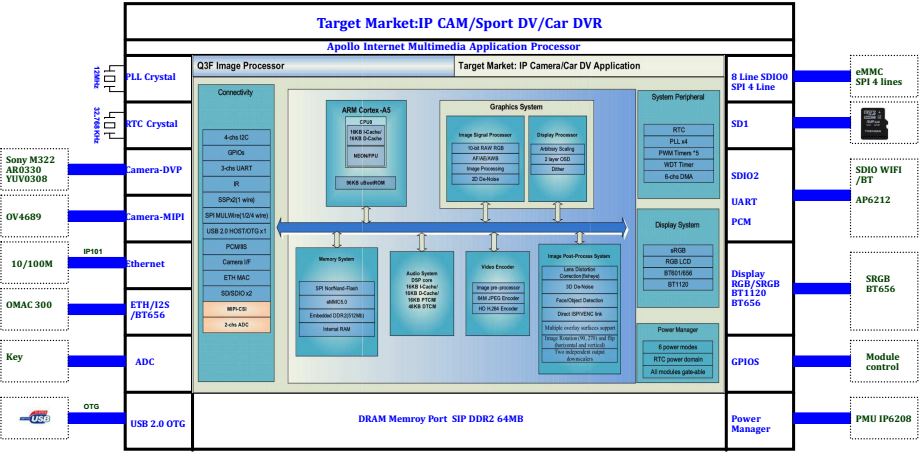 Target Market:IP CAM/Sport DV/Car DVR
Apollo Internet Multimedia Application Processor
Q3F Image Processor
Target Market: IP Camera/Car DV Application
12MHz
PLL Crystal
32.768 KHz
RTC Crystal
Sony M322
AR0330
YUV0308
Camera-DVP
OV4689
Camera-MIPI
IP101
10/100M
Ethernet
OMAC 300
ETH/I2S
/BT656
Key
ADC
OTG
USB
USB 2.0 OTG
Connectivity
4-chs I2C
GPIOs
3-chs UART
IR
SSPx2(1 wire)
SPI MULWire(1/2/4 wire)
USB 2.0 HOST/OTG x1
PCM/IIS
Camera I/F
ETH MAC
SD/SDIO x2
MIPI-CSI
2-chs ADC
ARM Cortex -A5
CPU0
16KB I-Cache/
16KB D-Cache
NEON/FPU
96KB uBootROM
Graphics System
Image Signal Processor
10-bit RAW RGB
AF/AE/AWB
Image Processing
2D De-Noise
Display Processor
Arbitrary Scaling
2 layer OSD
Dither
Memory System
SPI Nor/Nand-Flash
eMMC5.0
Embedded DDR2(512Mb)
Internal RAM
Audio System
DSP core
16KB I-Cache/
16KB D-Cache/
16KB PTCM/
48KB DTCM
Video Encoder
Image pre-processor
64M JPEG Encoder
HD H.264 Encoder
Image Post-Process System
Lens Distortion
Correction(fisheye)
3D De-Noise
Face/Object Detection
Direct ISP/VENC link
Multiple overlay surfaces support
Image Rotation (90, 270) and flip
(horizontal and vertical)
Two independent output
downscalers
System Peripheral
RTC
PLL x4
PWM Timers *5
WDT Timer
6-chs DMA
Display System
sRGB
RGB LCD
BT601/656
BT1120
Power Manager
6 power modes
RTC power domain
All modules gate-able
DRAM Memroy Port SIP DDR2 64MB
8 Line SDIO0
SPI 4 Line
eMMC
SPI 4 lines
SD1
SDIO2
UART
PCM
SDIO WIFI
/BT
AP6212
Display
RGB/SRGB
BT1120
BT656
SRGB
BT656
GPIOS
Module
control
Power
Manager
PMU IP6208